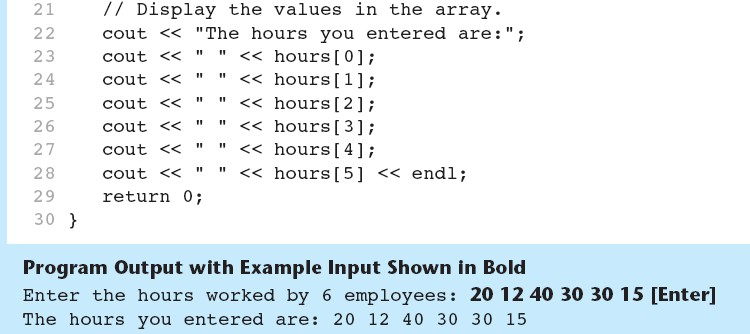 21 // Display the values in the array.
22 cout << "The hours you entered are:";
23 cout << " " << hours[0];
24 cout << " " << hours[1];
25 cout << " " << hours[2];
26 cout << " " << hours[3];
27 cout << " " << hours[4];
28 cout << " " << hours[5] << endl;
29 return 0;
30 }
Program Output with Example Input Shown in Bold
Enter the hours worked by 6 employees: 20 12 40 30 30 15 [Enter]
The hours you entered are: 20 12 40 30 30 15